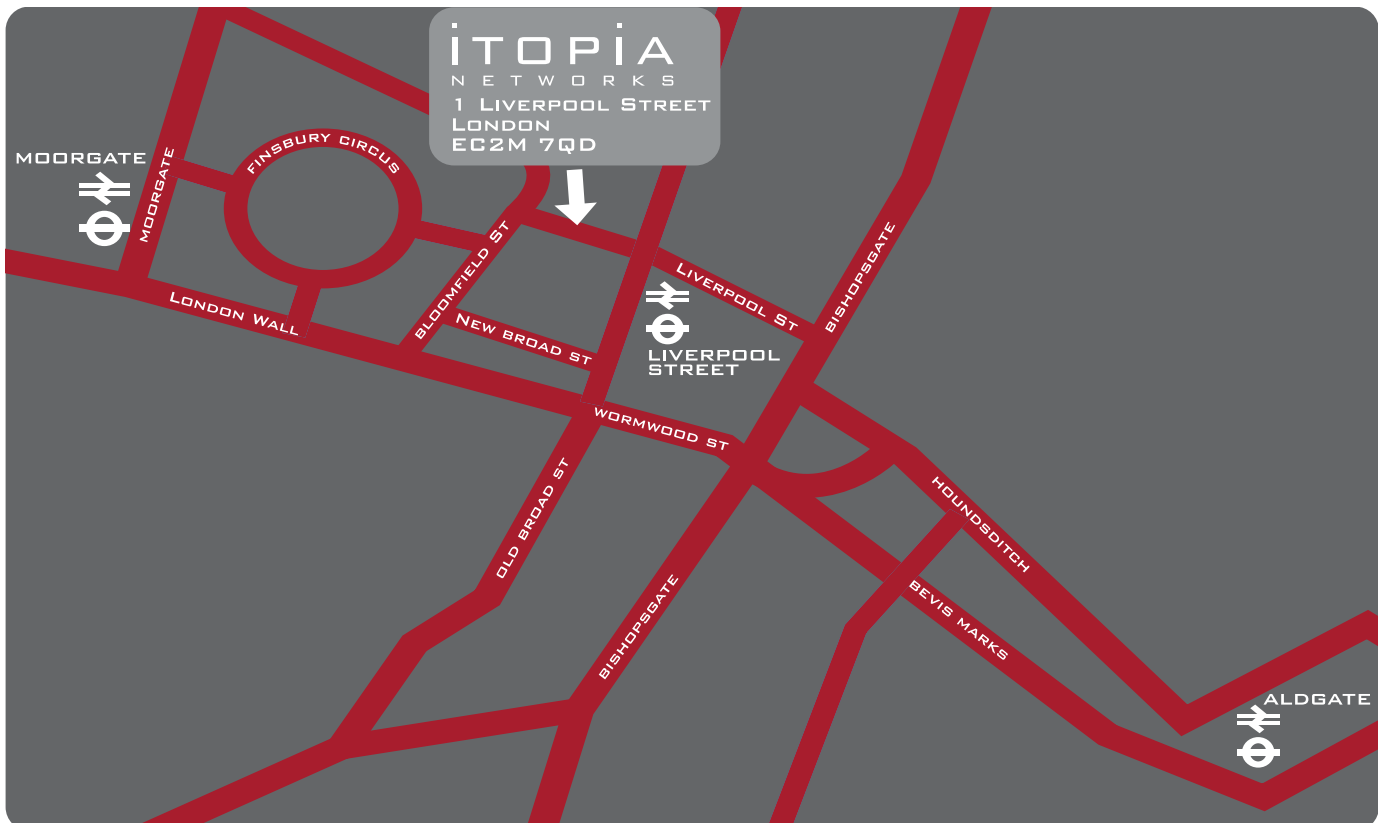 iTOPiA
NETWORKS
1 LIVERPOOL STREET
LONDON
EC2M 7QD
MOORGATE
MOORGATE
FINSBURY CIRCUS
LONDON WALL
BLOOMFIELD ST
NEW BROAD ST
LIVERPOOL ST
LIVERPOOL
STREET
BISHOPSGATE
WORMWOOD ST
OLD BROAD ST
BISHOPSGATE
HOUNDSDITCH
BEVIS MARKS
ALDGATE